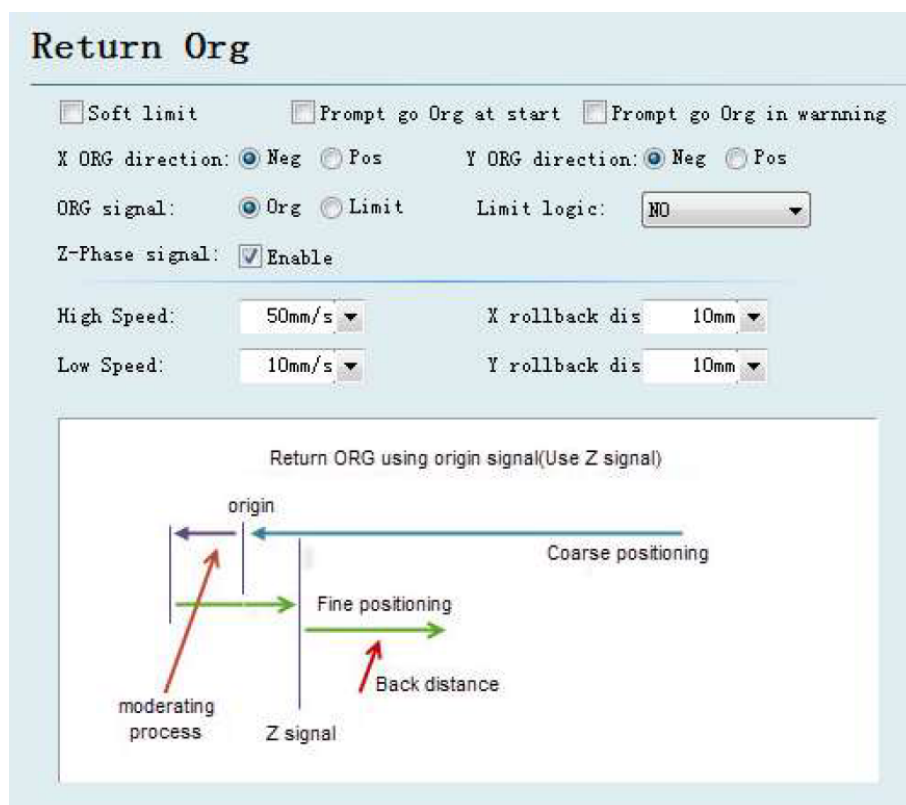 Return Org
Soft limit Prompt go Org at start Prompt go Org in warnning
X ORG direction: Neg Pos Y ORG direction: Neg Pos
ORG signal: Org Limit Limit logic: NO
Z-Phase signal: Enable
High Speed: 50mm/s X rollback dis 10mm
Low Speed: 10mm/s Y rollback dis 10mm
Return ORG using origin signal(Use Z signal)
origin
Coarse positioning
Fine positioning
Back distance
moderating
process
Z signal